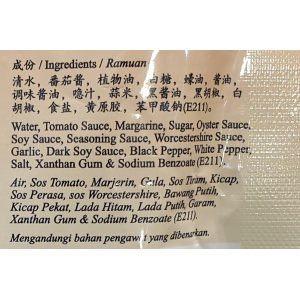 成份 / Ingredients / Ramuan
清水，番茄酱，植物油，白糖，蠔油，酱油，
调味酱油，喼汁，蒜米，黑酱油，黑胡椒，白
胡椒，食盐，黄原胶，苯甲酸钠(E211)。
Water, Tomato Sauce, Margarine, Sugar, Oyster Sauce,
Soy Sauce, Seasoning Sauce, Worcestershire Sauce,
Garlic, Dark Soy Sauce, Black Pepper, White Pepper,
Salt, Xanthan Gum & Sodium Benzoate (E211).
Air, Sos Tomato, Marjerin, Gula, Sos Tiram, Kicap,
Sos Perasa, sos Worcestershire, Bawang Putih,
Kicap Pekat, Lada Hitam, Lada Putih, Garam,
Xanthan Gum & Sodium Benzoate (E211).
Mengandungi bahan pengawet yang dibenarkan.